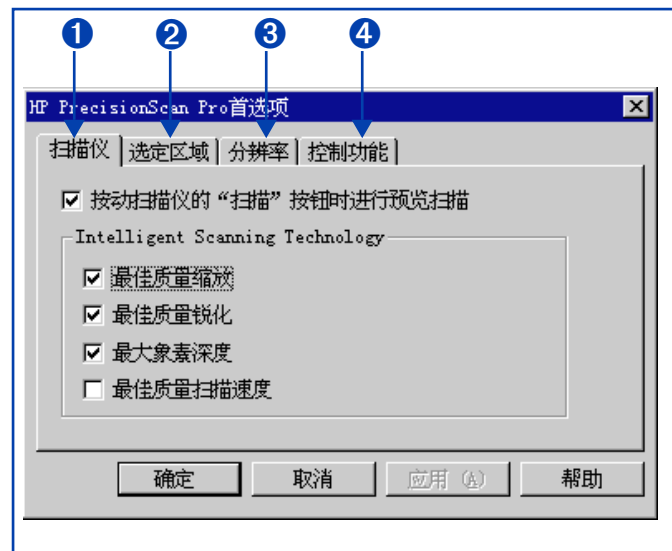 1 2 3 4
HP PrecisionScan Pro首选项
扫描仪 选定区域 分辨率 控制功能
按动扫描仪的“扫描”按钮时进行预览扫描
Intelligent Scanning Technology
最佳质量缩放
最佳质量锐化
最大象素深度
最佳质量扫描速度
确定 取消 应用 (A) 帮助